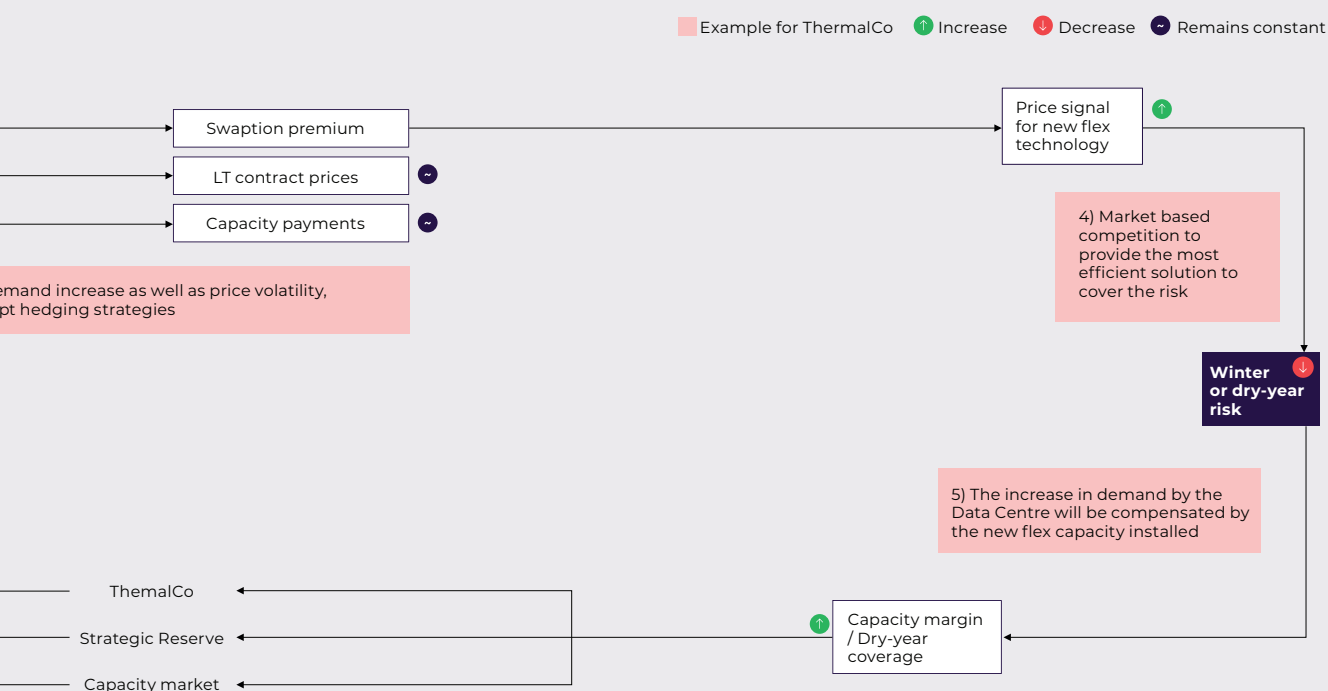 Example for ThermalCo
Increase
Decrease
~ Remains constant
Swaption premium
LT contract prices
~
Capacity payments
~
emand increase as well as price volatility,
pt hedging strategies
Price signal
for new flex
technology
4) Market based
competition to
provide the most
efficient solution to
cover the risk
Winter
or dry-year
risk
5) The increase in demand by the
Data Centre will be compensated by
the new flex capacity installed
ThemalCo
Strategic Reserve
Capacity market
Capacity margin
/ Dry-year
coverage